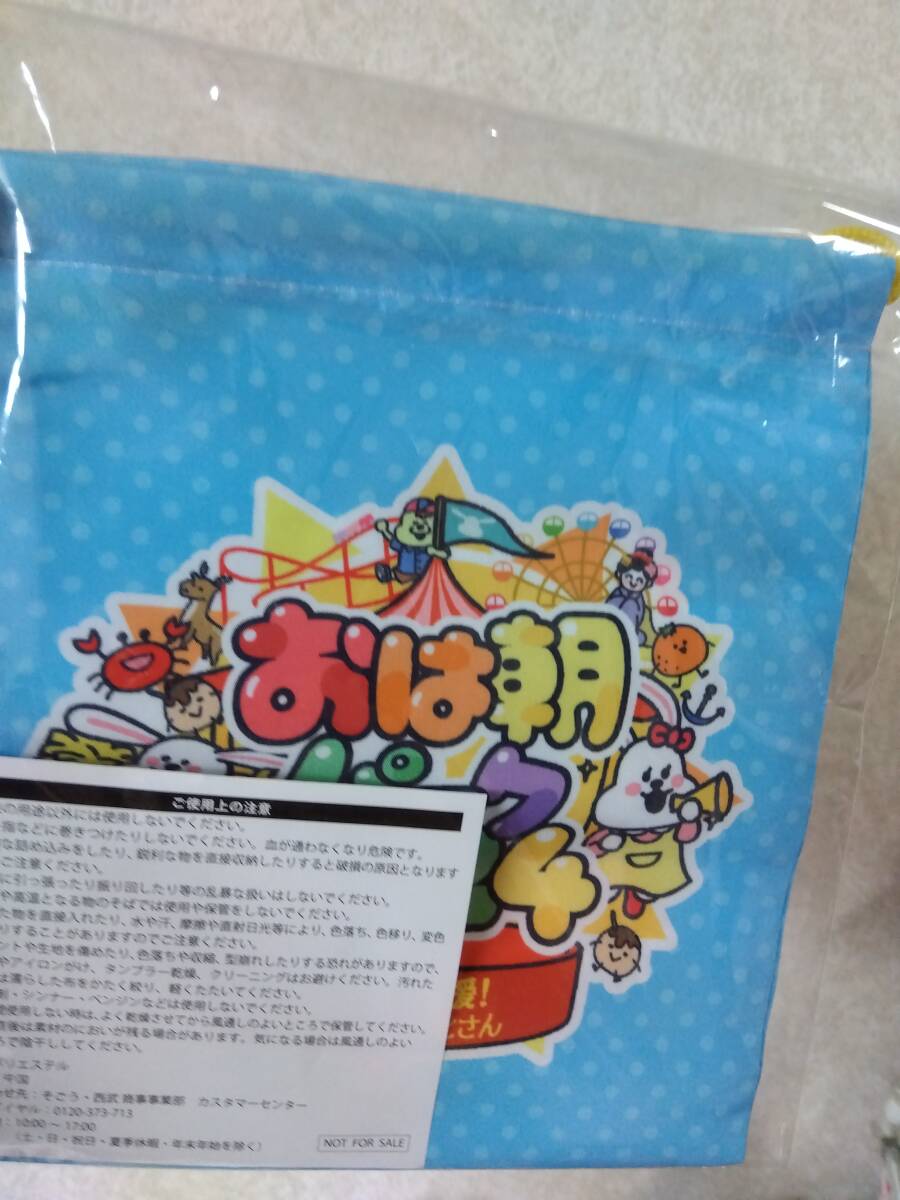 おは朝
パーク
4
援!
さん
ご使用上の注意
の用途以外には使用しないでください。
指などに巻きつけたりしないでください。血が通わなくなり危険です。
な詰め込みをしたり、鋭利な物を直接収納したりすると破損の原因となります
ご注意ください。
に引っ張ったり振り回したり等の乱暴な扱いはしないでください。
や高温となる物のそばでは使用や保管をしないでください。
た物を直接入れたり、水や汗、摩擦や直射日光等により、色落ち、色移り、変色
りすることがありますのでご注意ください。
ントや生地を傷めたり、色落ちや収縮、型崩れしたりする恐れがありますので、
やアイロンがけ、タンブラー乾燥、クリーニングはお避けください。汚れた
は濡らした布をかたく絞り、軽くたたいてください。
剤・シンナー・ベンジンなどは使用しないでください。
使用しない時は、よく乾燥させてから風通しのよいところで保管してください。
直後は素材のにおいが残る場合があります。気になる場合は風通しのよい
ろで陰干ししてください。
ポリエステル
中国
せ先:そごう・西武 商事事業部 カスタマーセンター
ダイヤル:0120-373-713
:10:00~17:00
(土・日・祝日・夏季休暇・年末年始を除く)
NOT FOR SALE